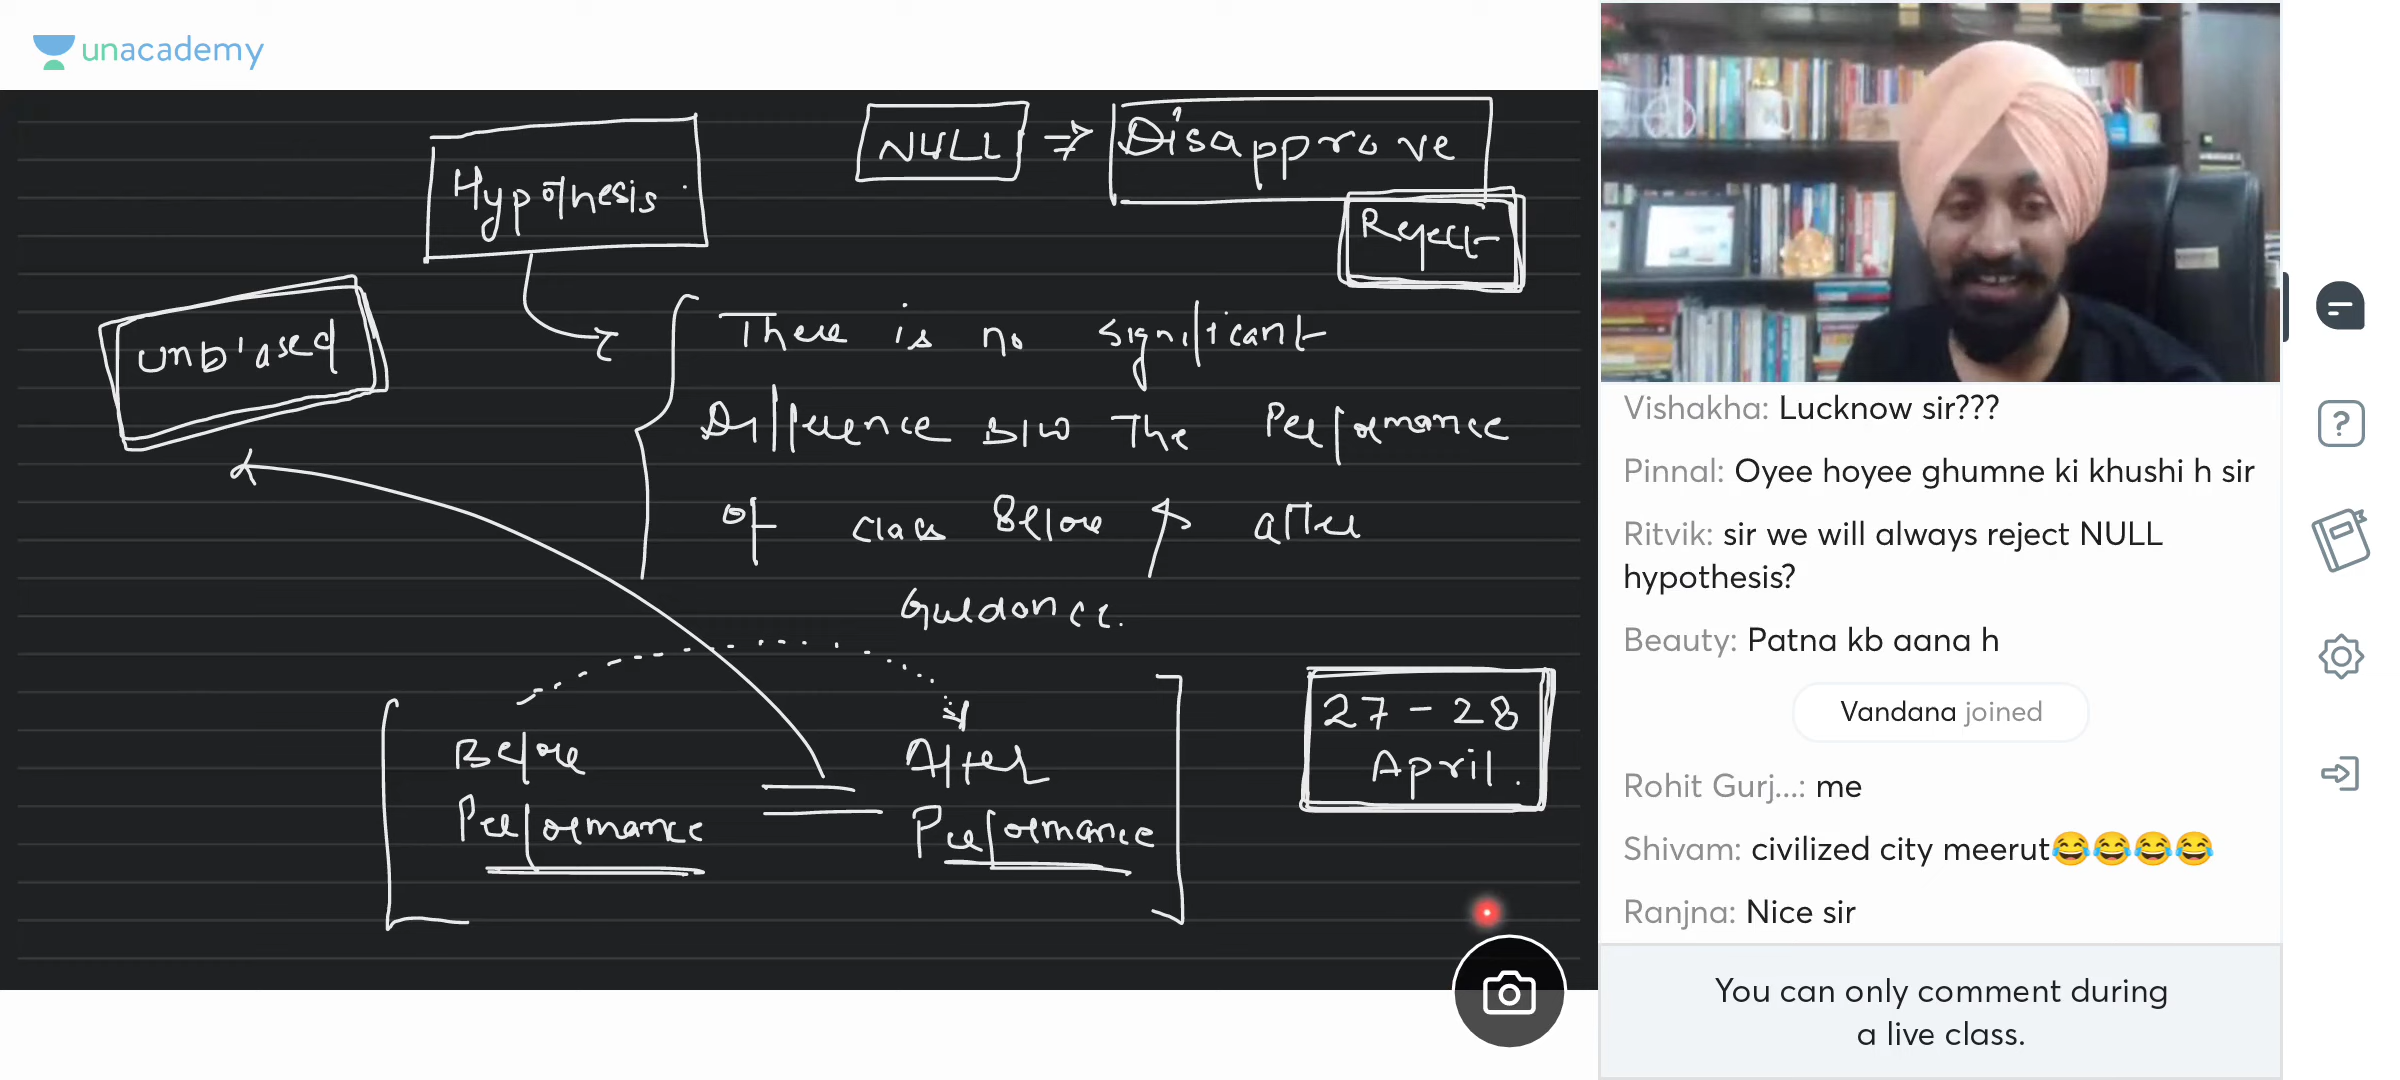 unacademy
NULL ⇒ Disapprove
Reject
Hypothesis
unbiased
There is no significant
Difference B/w The Performance
of class Before & after
Guidance.
Before
Performance
=
After
Performance
27 - 28
April.
Vishakha: Lucknow sir???
Pinnal: Oyee hoyee ghumne ki khushi h sir
Ritvik: sir we will always reject NULL
hypothesis?
Beauty: Patna kb aana h
Vandana joined
Rohit Gurj...: me
Shivam: civilized city meerut😂😂😂😂
Ranjna: Nice sir
You can only comment during
a live class.